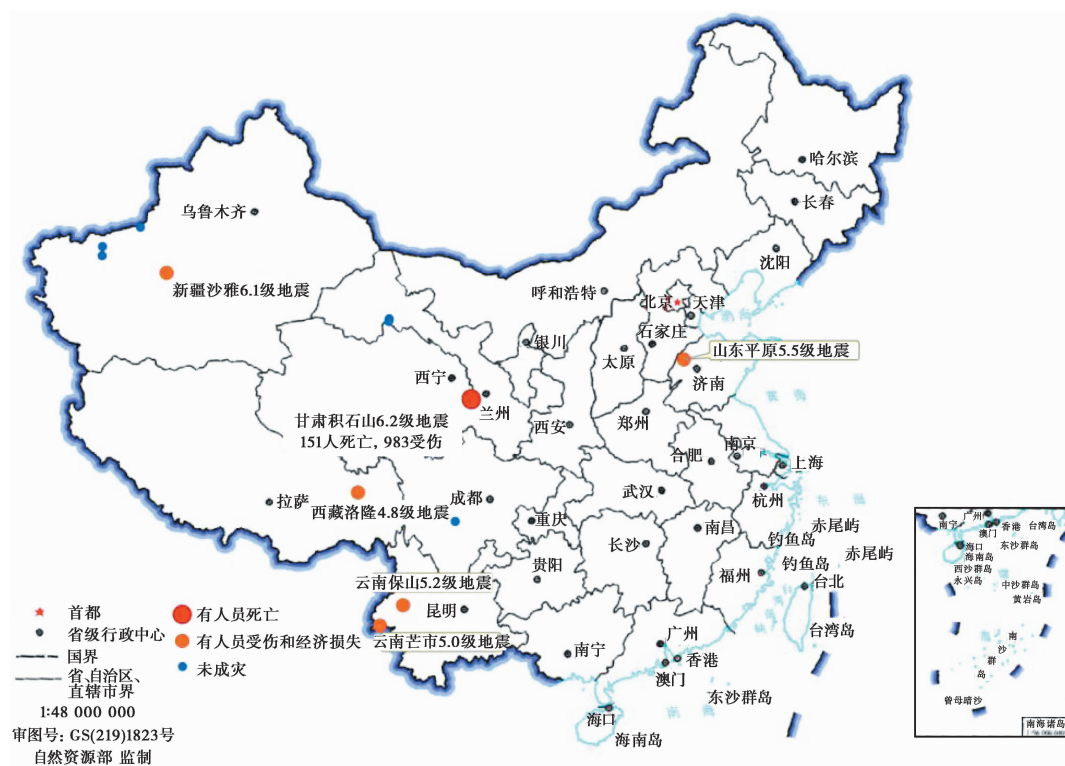 哈尔滨
长春
乌鲁木齐
沈阳
新疆沙雅6.1级地震
呼和浩特
北京
天津
渤海
石家庄
银川
太原
山东平原5.5级地震
济南
西宁
兰州
黄海
甘肃积石山6.2级地震
151人死亡, 983受伤
西安
郑州
南京
合肥
上海
拉萨
西藏洛隆4.8级地震
成都
武汉
杭州
东海
重庆
南昌
赤尾屿
长沙
钓鱼岛
赤尾屿
贵阳
钓鱼岛
福州
台北
云南保山5.2级地震
昆明
云南芒市5.0级地震
台湾岛
广州
南宁
香港
澳门
东沙群岛
南海
海口
海南岛
首都
省级行政中心
国界
省、自治区、
直辖市界
有人员死亡
有人员受伤和经济损失
未成灾
1:48 000 000
审图号: GS(219)1823号
自然资源部 监制
南宁
广州
香港
台湾岛
澳门
海口
东沙群岛
海南岛
西沙群岛
永兴岛
中沙群岛
黄岩岛
南
沙
群
岛
曾母暗沙
南海诸岛